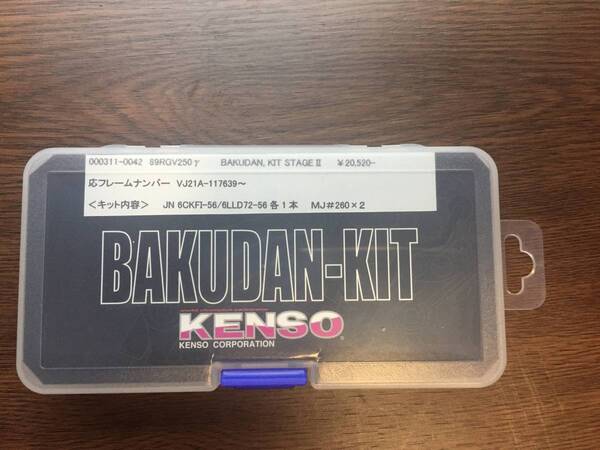 000311-0042 89RGV250γ BAKUDAN, KIT STAGEⅡ ￥20,520-
応フレームナンバー VJ21A-117639～
＜キット内容＞ JN 6CKFI-56/6LLD72-56 各1本 MJ＃260×2
BAKUDAN-KIT
KENSO
KENSO CORPORATION